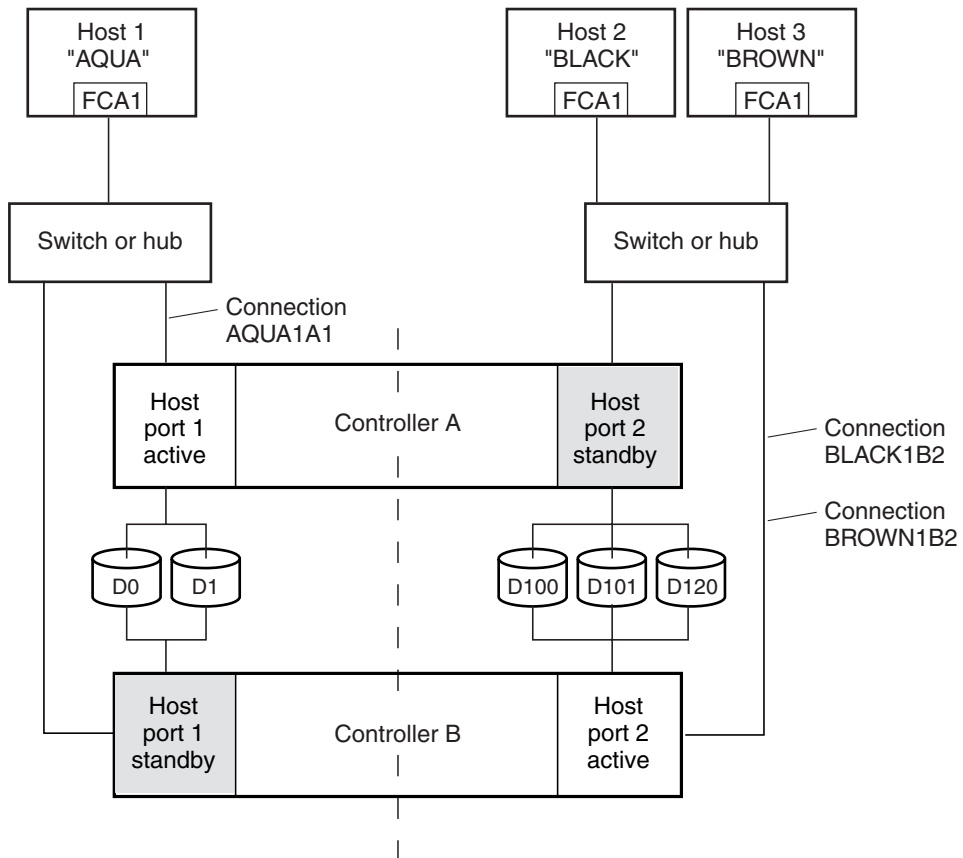 Host 1
"AQUA"
FCA1
Host 2
"BLACK"
FCA1
Host 3
"BROWN"
FCA1
Switch or hub
Switch or hub
Connection
AQUA1A1
Host
port 1
active
Controller A
Host
port 2
standby
Connection
BLACK1B2
Connection
BROWN1B2
D0
D1
D100
D101
D120
Host
port 1
standby
Controller B
Host
port 2
active